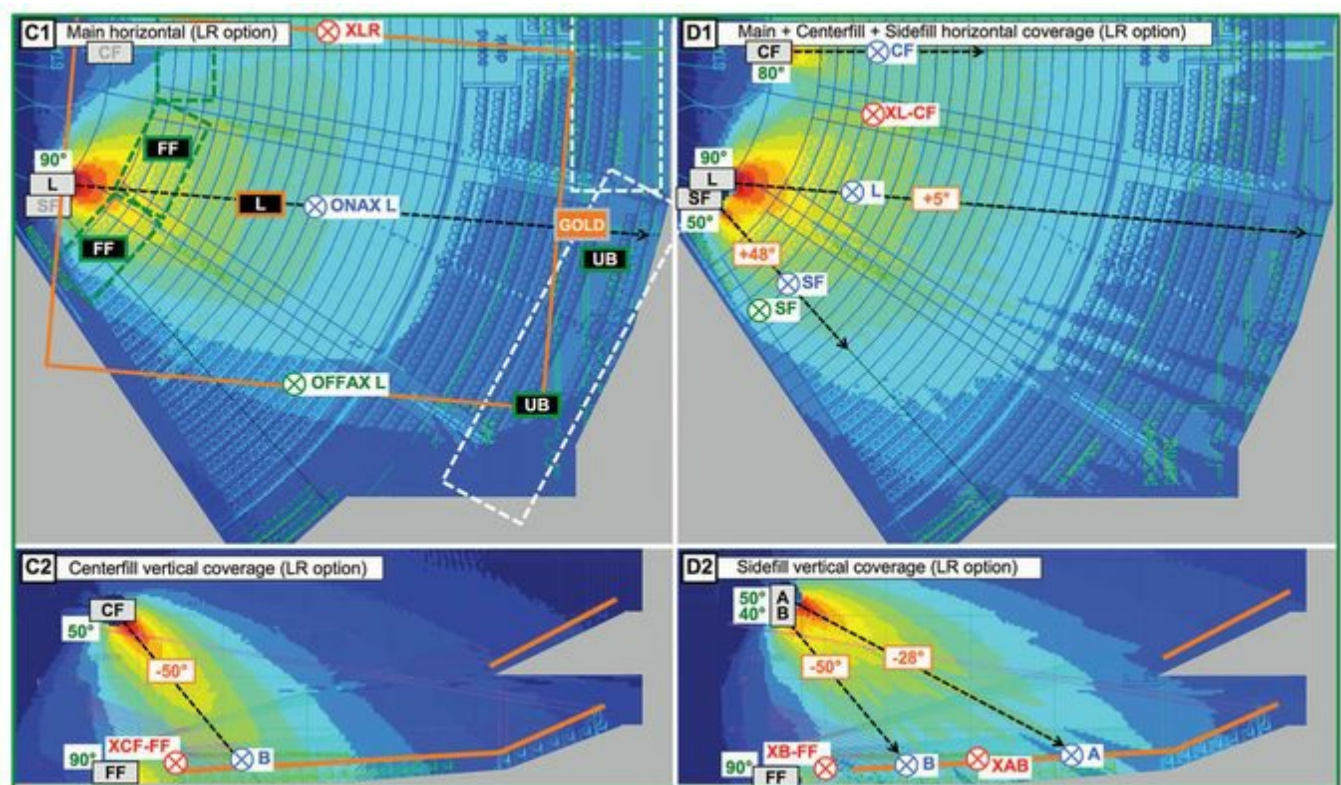 C1 Main horizontal (LR option)
XLR
CF
FF
90°
L
SF
L
ONAX L
GOLD
FF
UB
OFFAX L
UB
D1 Main + Centerfill + Sidefill horizontal coverage (LR option)
CF
CF
80°
XL-CF
90°
L
L
+5°
SF
50°
+48°
SF
SF
C2 Centerfill vertical coverage (LR option)
CF
50°
-50°
XCF-FF
B
90°
FF
D2 Sidefill vertical coverage (LR option)
50° A
40° B
-50°
-28°
XB-FF
B
XAB
A
90°
FF